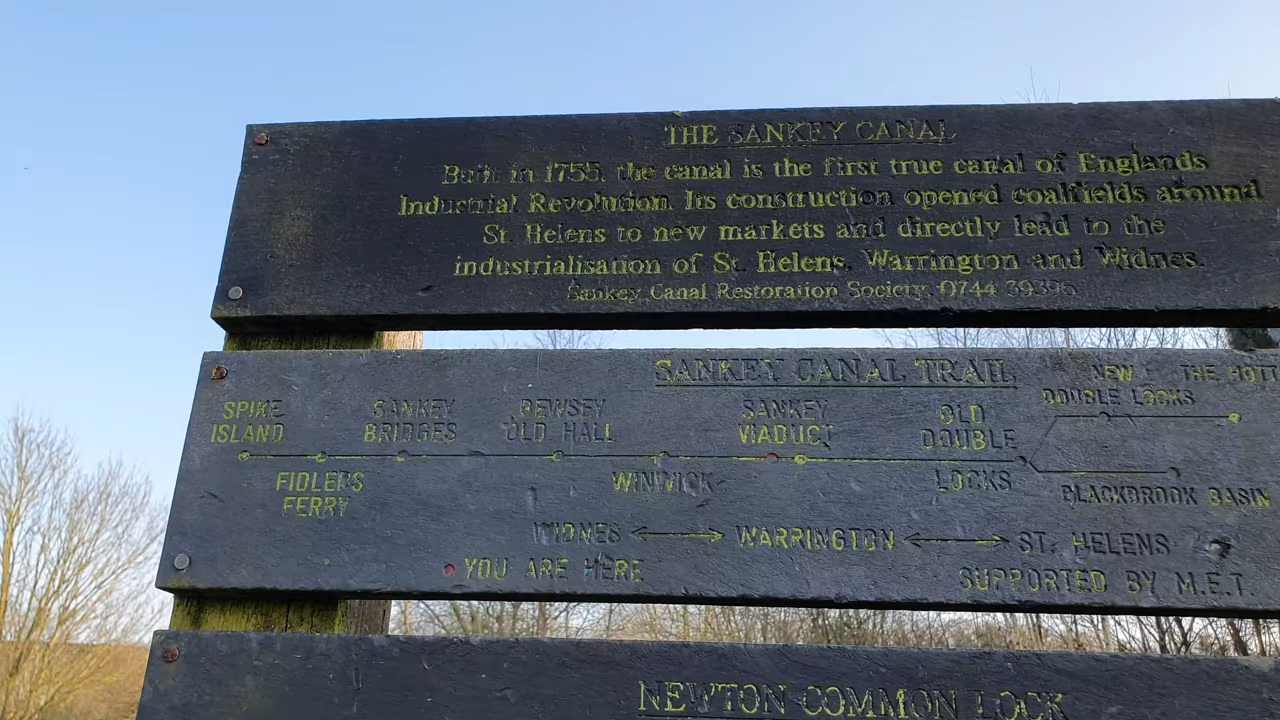 THE SANKEY CANAL
Built in 1755, the canal is the first true canal of Englands
Industrial Revolution. Its construction opened coalfields around
St. Helens to new markets and directly lead to the
industrialisation of St. Helens, Warrington and Widnes.
Sankey Canal Restoration Society, 0744 39396
SANKEY CANAL TRAIL
NEW THE HOTT
DOUBLE LOCKS
SPIKE SANKEY BEWSEY SANKEY OLD
ISLAND BRIDGES OLD HALL VIADUCT DOUBLE
FIDLERS WINWICK LOCKS BLACKBROOK BASIN
FERRY
WIDNES WARRINGTON ST. HELENS
YOU ARE HERE SUPPORTED BY M.E.T.
NEWTON COMMON LOCK